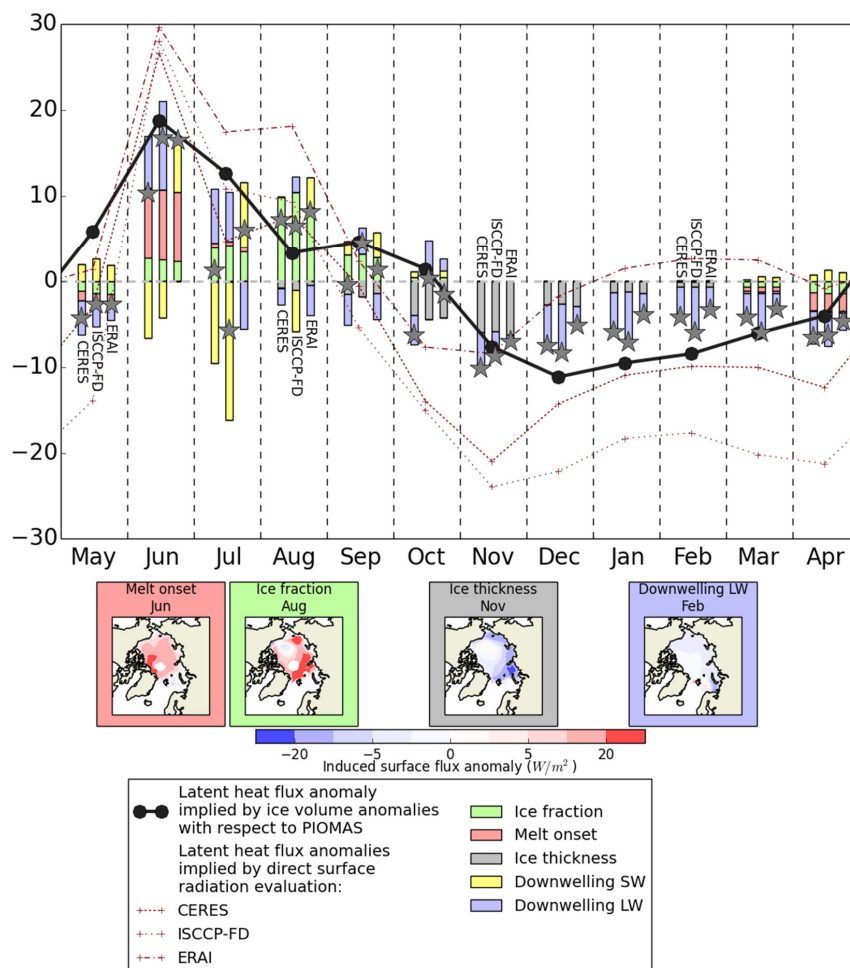 30
20
10
0
−10
−20
−30
CERES
ISCCP-FD
ERAI
CERES
ISCCP-FD
ERAI
CERES
ISCCP-FD
ERAI
CERES
ISCCP-FD
ERAI
May Jun Jul Aug Sep Oct Nov Dec Jan Feb Mar Apr
Melt onset
Jun
Ice fraction
Aug
Ice thickness
Nov
Downwelling LW
Feb
−20 −5 0 5 20
Induced surface flux anomaly (W/m²)
Latent heat flux anomaly
implied by ice volume anomalies
with respect to PIOMAS
Latent heat flux anomalies
implied by direct surface
radiation evaluation:
CERES
ISCCP-FD
ERAI
Ice fraction
Melt onset
Ice thickness
Downwelling SW
Downwelling LW